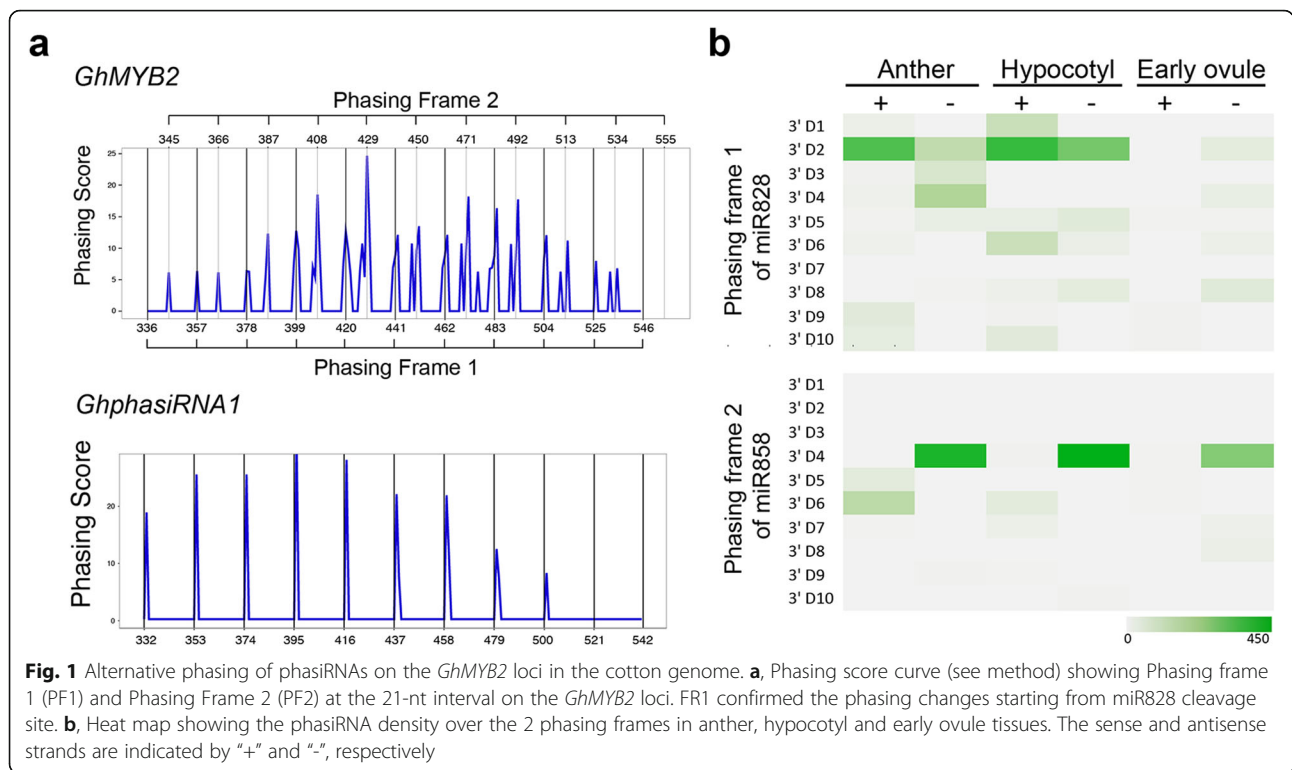 a
GhMYB2
Phasing Frame 2
345 366 387 408 429 450 471 492 513 534 555
Phasing Score
25
20
15
10
5
0
336 357 378 399 420 441 462 483 504 525 546
Phasing Frame 1
GhphasiRNA1
Phasing Score
20
10
0
332 353 374 395 416 437 458 479 500 521 542
b
Anther Hypocotyl Early ovule
+ - + - + -
Phasing frame 1
of miR828
3' D1
3' D2
3' D3
3' D4
3' D5
3' D6
3' D7
3' D8
3' D9
3' D10
Phasing frame 2
of miR858
3' D1
3' D2
3' D3
3' D4
3' D5
3' D6
3' D7
3' D8
3' D9
3' D10
0 450
Fig. 1 Alternative phasing of phasiRNAs on the GhMYB2 loci in the cotton genome. a, Phasing score curve (see method) showing Phasing frame
1 (PF1) and Phasing Frame 2 (PF2) at the 21-nt interval on the GhMYB2 loci. FR1 confirmed the phasing changes starting from miR828 cleavage
site. b, Heat map showing the phasiRNA density over the 2 phasing frames in anther, hypocotyl and early ovule tissues. The sense and antisense
strands are indicated by “+” and “-”, respectively